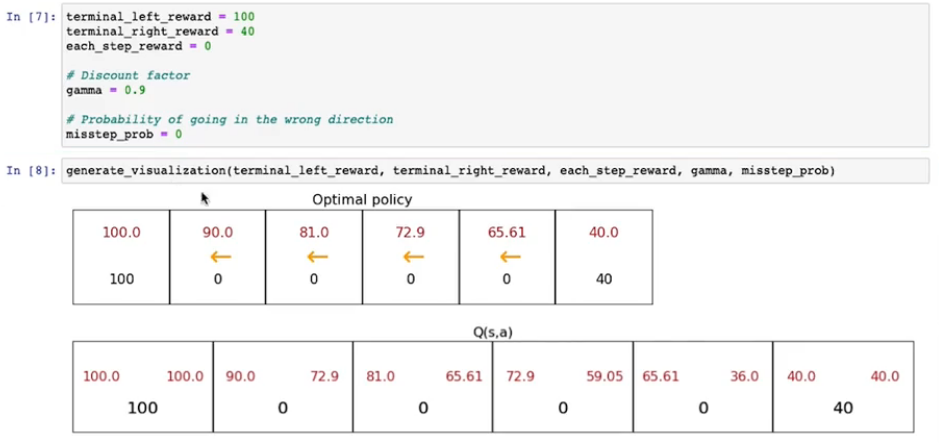 In [7]: terminal_left_reward = 100
terminal_right_reward = 40
each_step_reward = 0
# Discount factor
gamma = 0.9
# Probability of going in the wrong direction
misstep_prob = 0
In [8]: generate_visualization(terminal_left_reward, terminal_right_reward, each_step_reward, gamma, misstep_prob)
Optimal policy
100.0 90.0 81.0 72.9 65.61 40.0
← ← ← ←
100 0 0 0 0 40
Q(s,a)
100.0 100.0 90.0 72.9 81.0 65.61 72.9 59.05 65.61 36.0 40.0 40.0
100 0 0 0 0 40